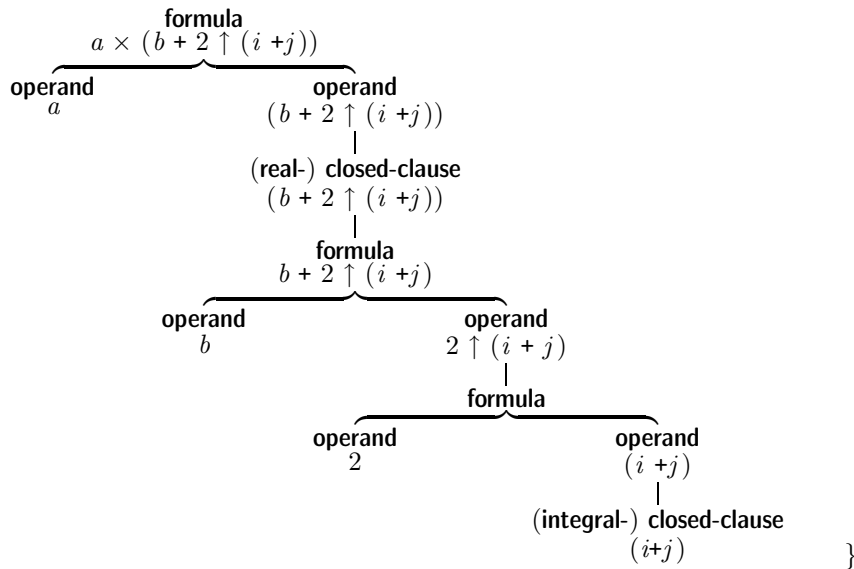 formula
a × (b + 2 ↑ (i +j))
operand operand
a (b + 2 ↑ (i +j))
(real-) closed-clause
(b + 2 ↑ (i +j))
formula
b + 2 ↑ (i +j)
operand operand
b 2 ↑ (i + j)
formula
operand operand
2 (i +j)
(integral-) closed-clause
(i+j) }